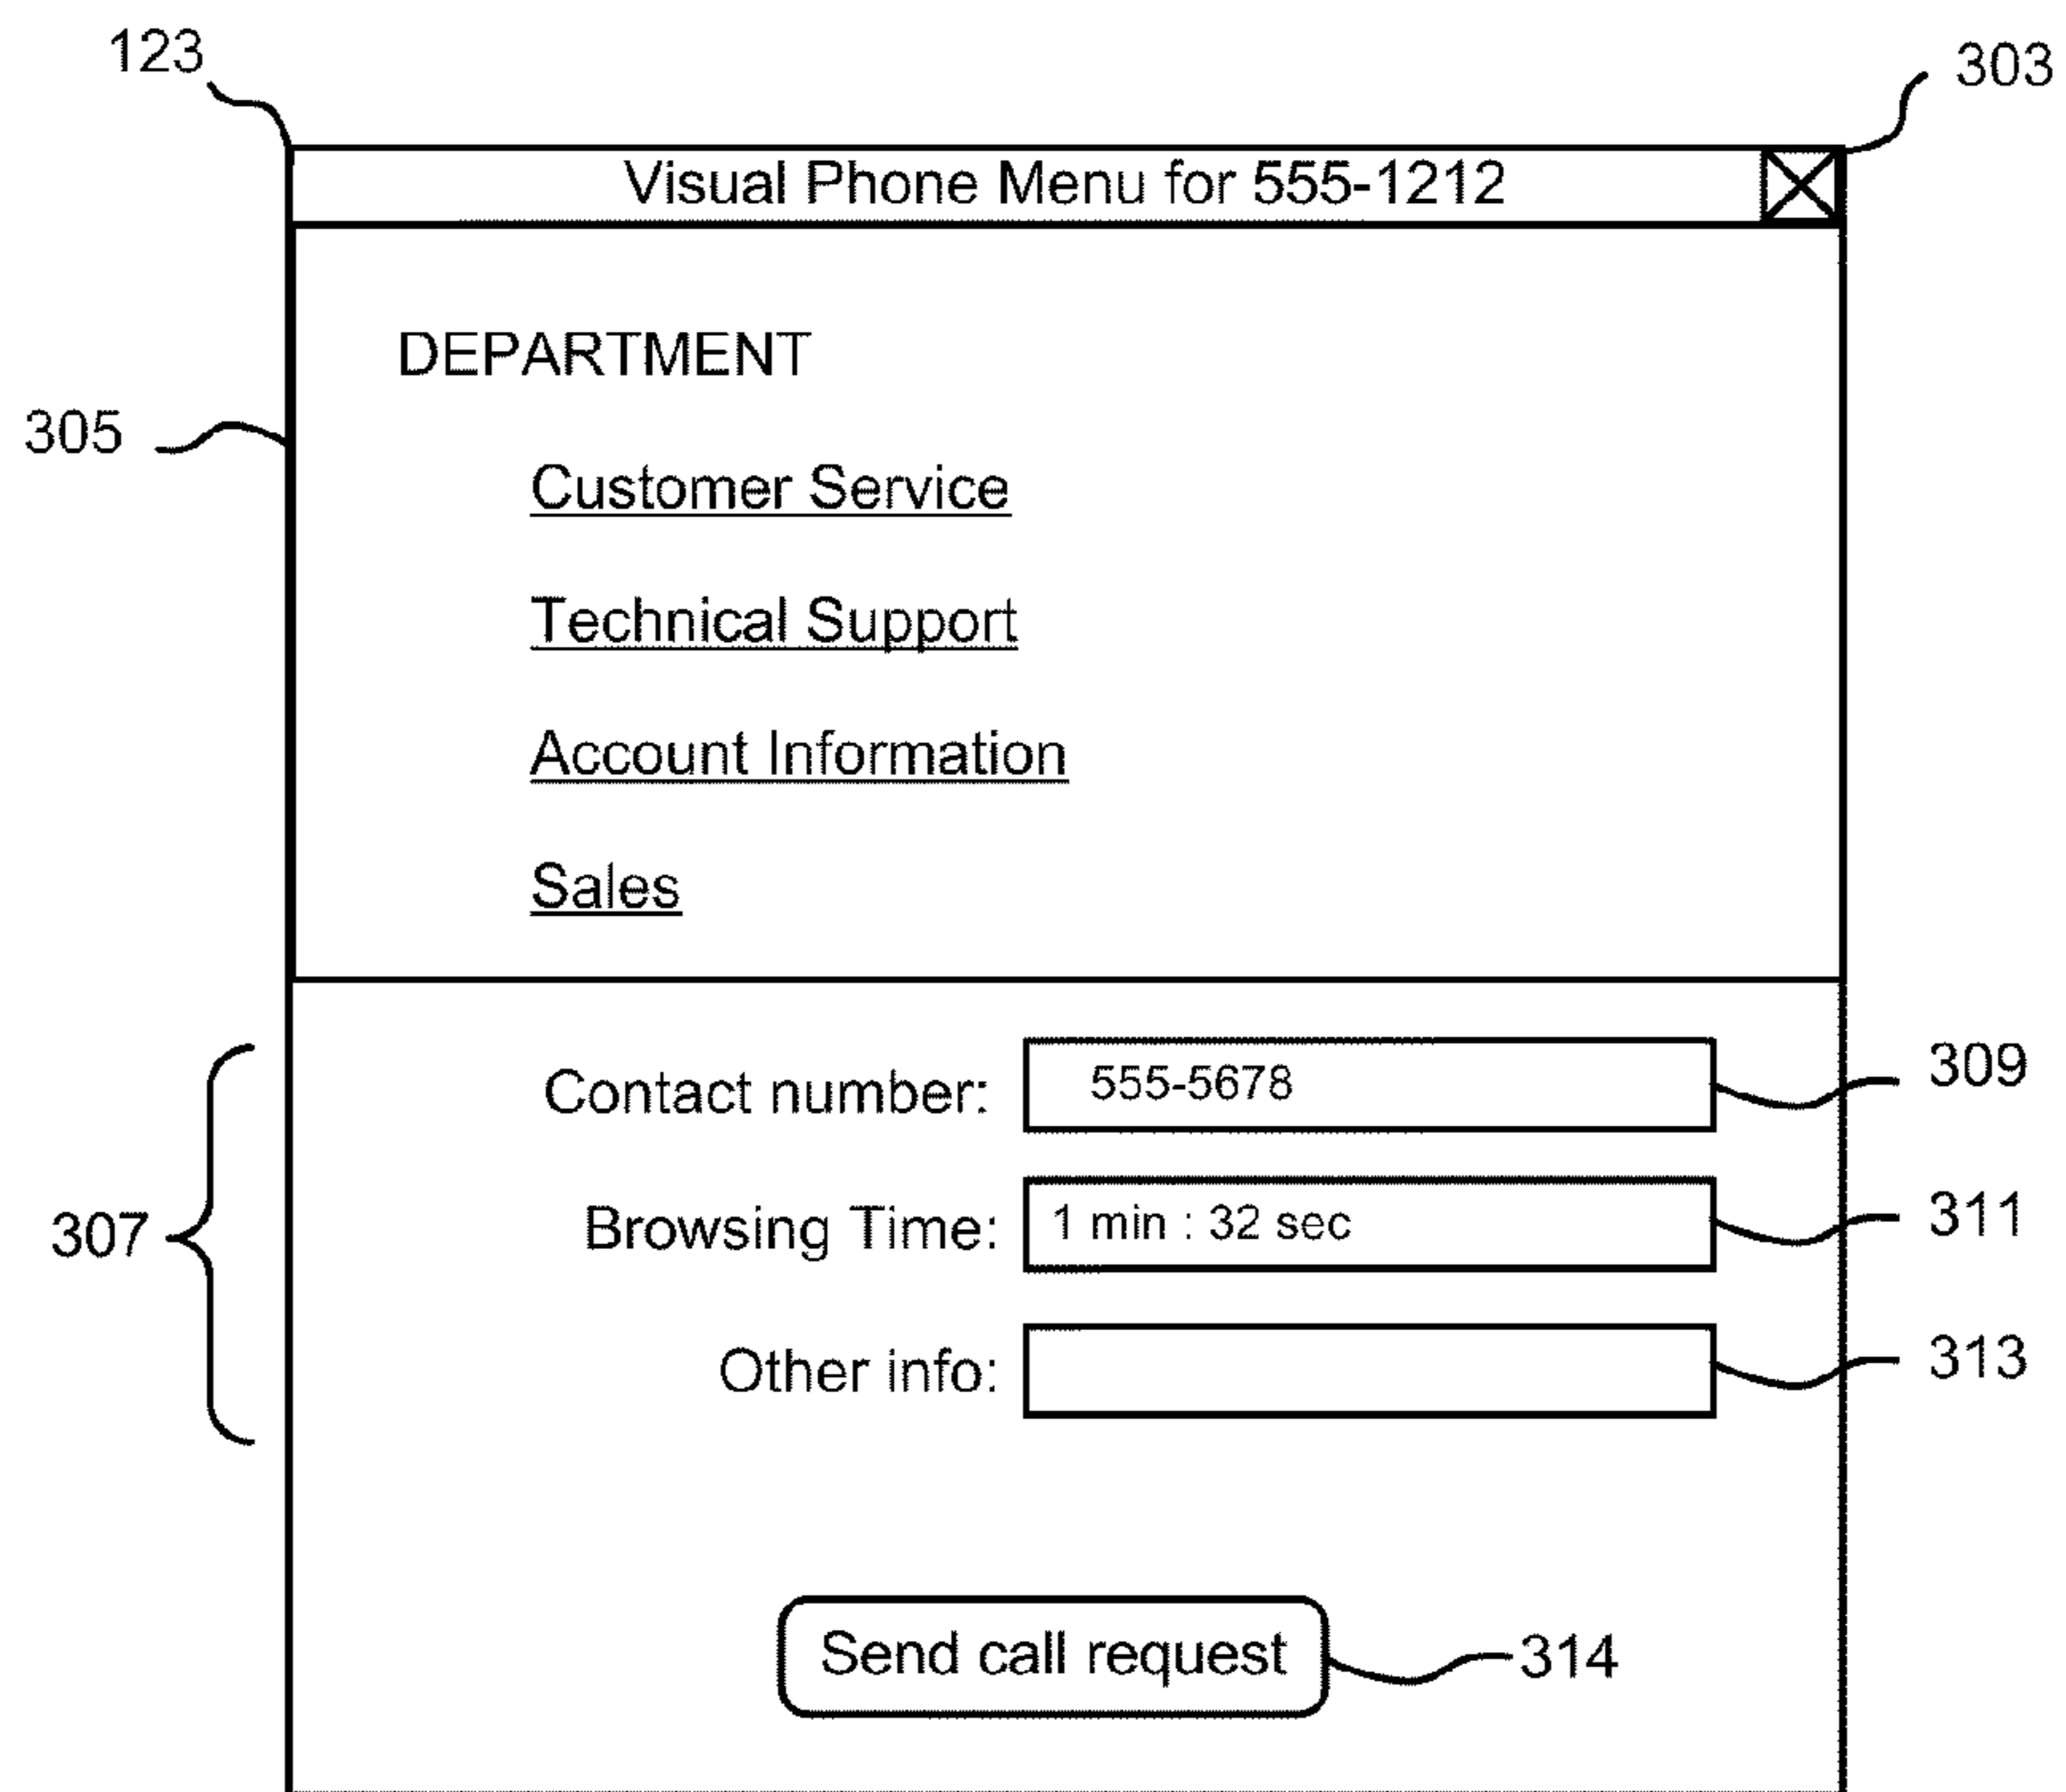 123
303
Visual Phone Menu for 555-1212
DEPARTMENT
305
Customer Service
Technical Support
Account Information
Sales
Contact number: 555-5678 309
307
Browsing Time: 1 min : 32 sec 311
Other info: 313
Send call request 314